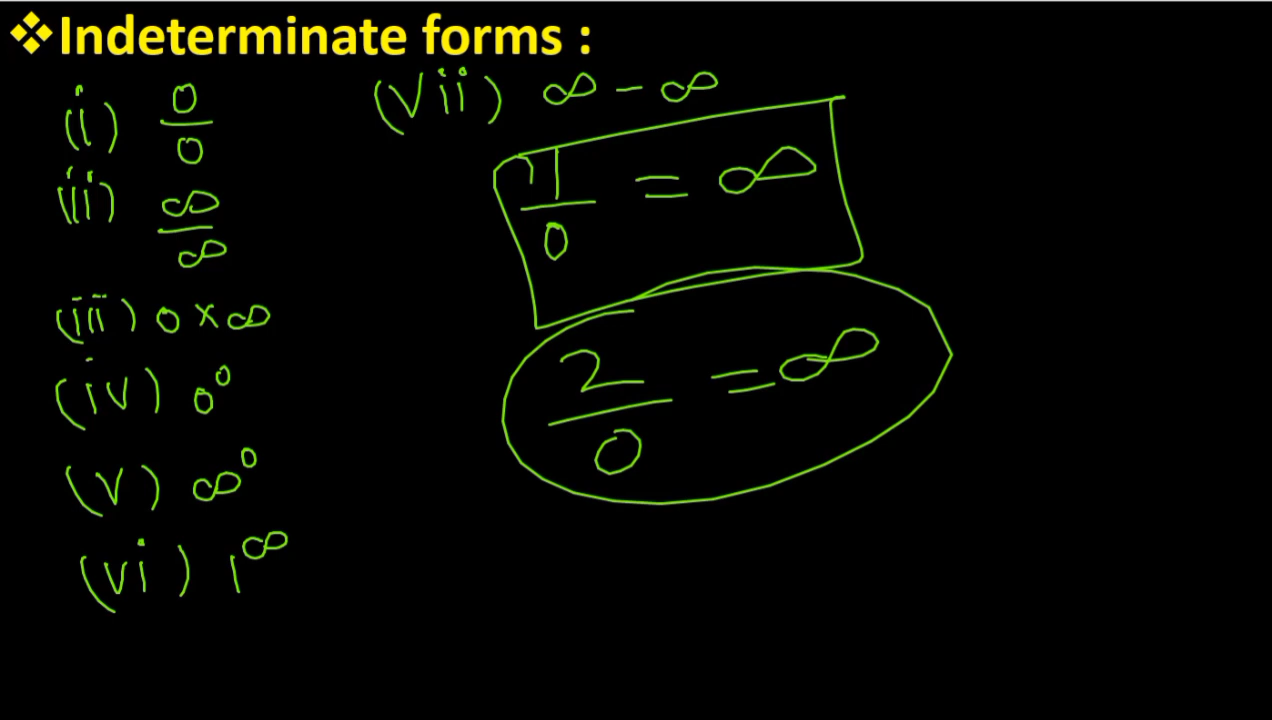 ❖Indeterminate forms :
(i) 0/0
(ii) ∞/∞
(iii) 0 × ∞
(iv) 0⁰
(v) ∞⁰
(vi) 1^∞
(Vii) ∞ - ∞
1/0 = ∞
2/0 = ∞